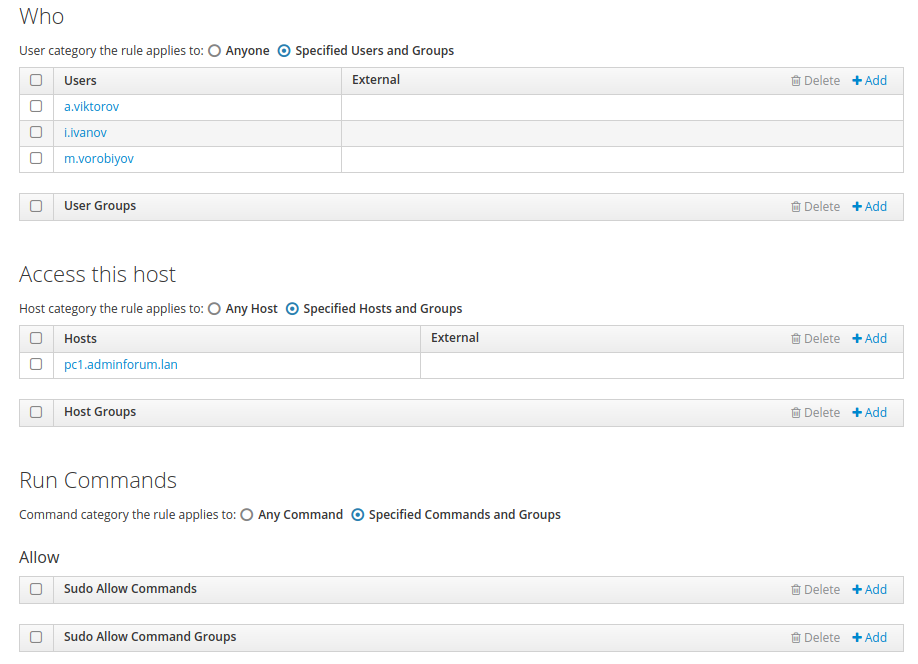 Who
User category the rule applies to: Anyone Specified Users and Groups
Users External Delete Add
a.viktorov
i.ivanov
m.vorobiyov
User Groups Delete Add
Access this host
Host category the rule applies to: Any Host Specified Hosts and Groups
Hosts External Delete Add
pc1.adminforum.lan
Host Groups Delete Add
Run Commands
Command category the rule applies to: Any Command Specified Commands and Groups
Allow
Sudo Allow Commands Delete Add
Sudo Allow Command Groups Delete Add